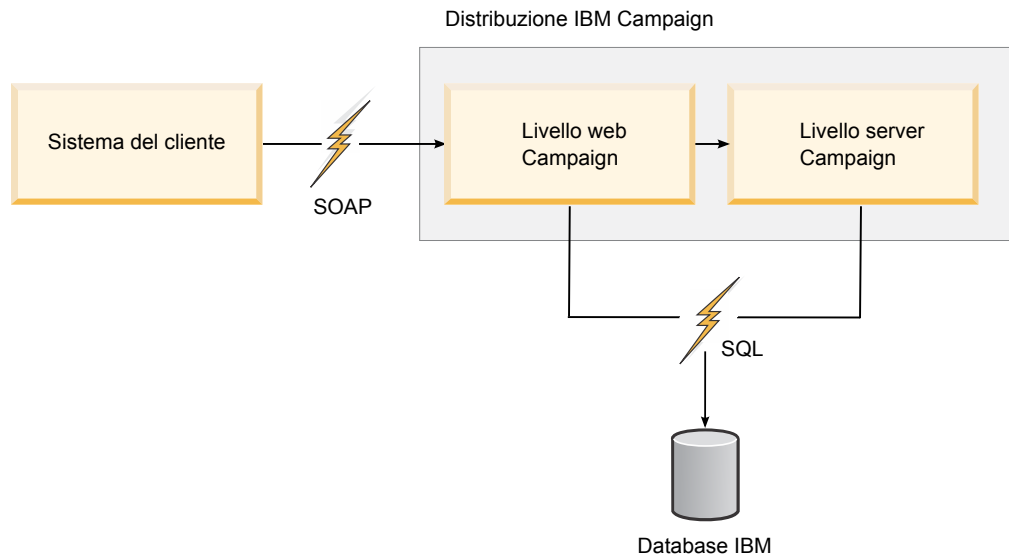 Distribuzione IBM Campaign
Sistema del cliente
Livello web
Campaign
Livello server
Campaign
SOAP
SQL
Database IBM